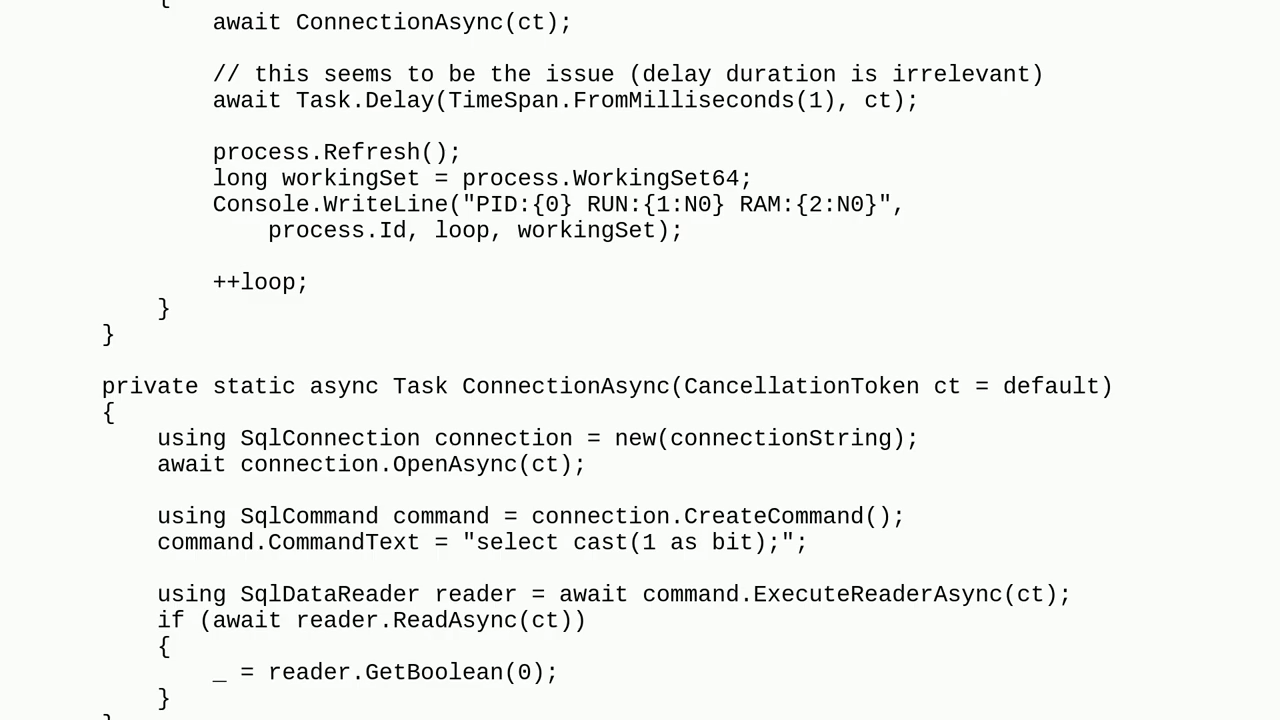 {
await ConnectionAsync(ct);
// this seems to be the issue (delay duration is irrelevant)
await Task.Delay(TimeSpan.FromMilliseconds(1), ct);
process.Refresh();
long workingSet = process.WorkingSet64;
Console.WriteLine("PID:{0} RUN:{1:N0} RAM:{2:N0}",
process.Id, loop, workingSet);
++loop;
}
}
private static async Task ConnectionAsync(CancellationToken ct = default)
{
using SqlConnection connection = new(connectionString);
await connection.OpenAsync(ct);
using SqlCommand command = connection.CreateCommand();
command.CommandText = "select cast(1 as bit);";
using SqlDataReader reader = await command.ExecuteReaderAsync(ct);
if (await reader.ReadAsync(ct))
{
_ = reader.GetBoolean(0);
}
}